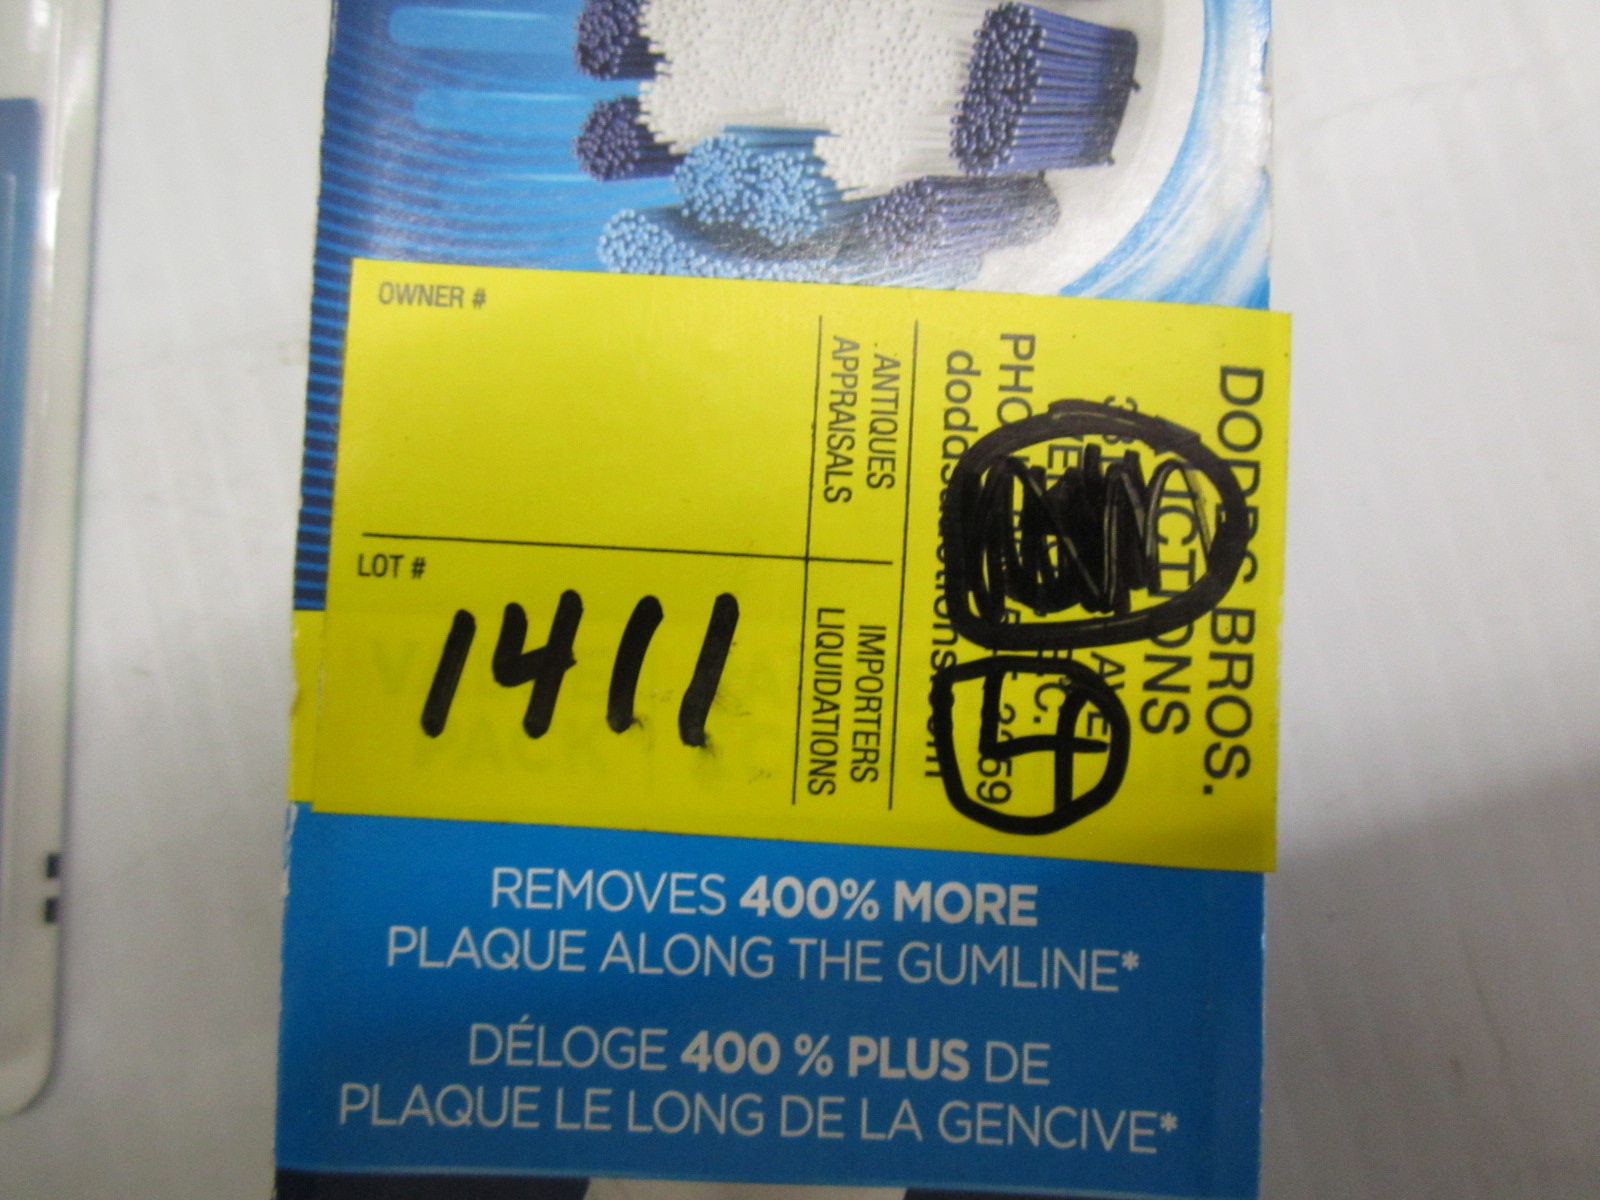 OWNER #
LOT #
1411
ANTIQUES
APPRAISALS
IMPORTERS
LIQUIDATIONS
DODDS BROS.
4
REMOVES 400% MORE
PLAQUE ALONG THE GUMLINE*
DÉLOGE 400 % PLUS DE
PLAQUE LE LONG DE LA GENCIVE*